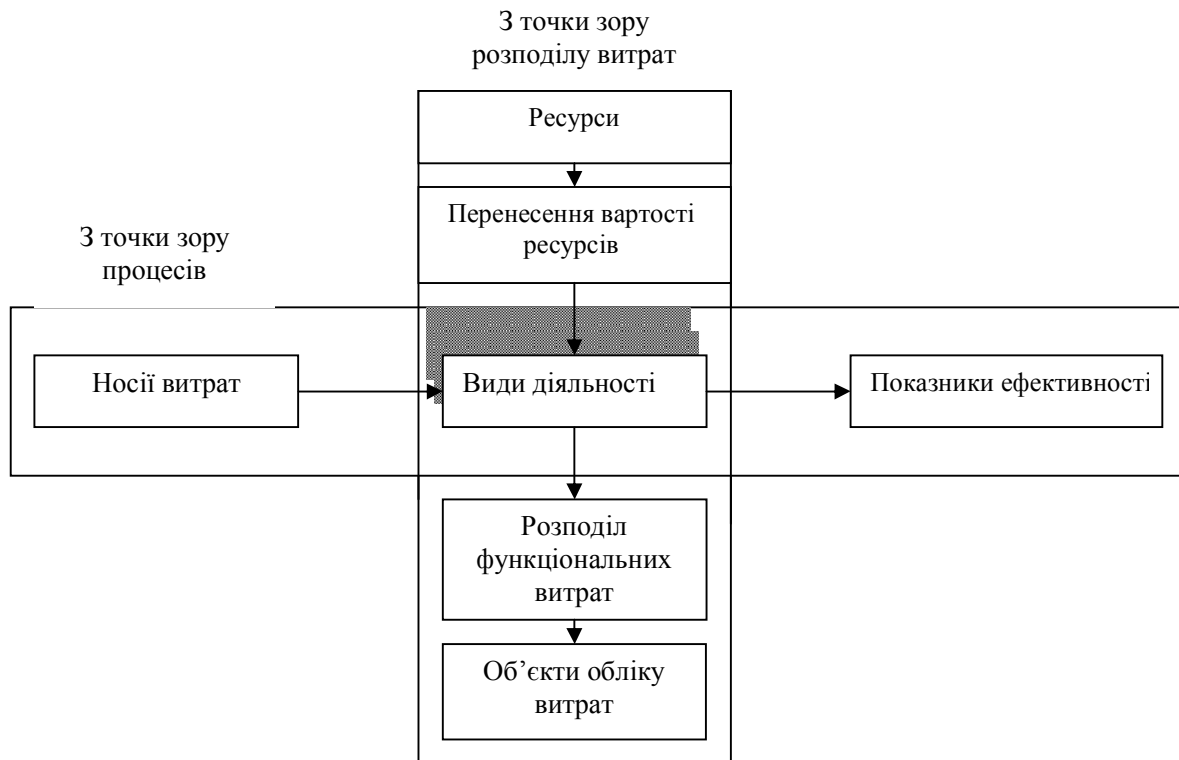 З точки зору
розподілу витрат
Ресурси
Перенесення вартості
ресурсів
З точки зору
процесів
Носії витрат
Види діяльності
Показники ефективності
Розподіл
функціональних
витрат
Об’єкти обліку
витрат